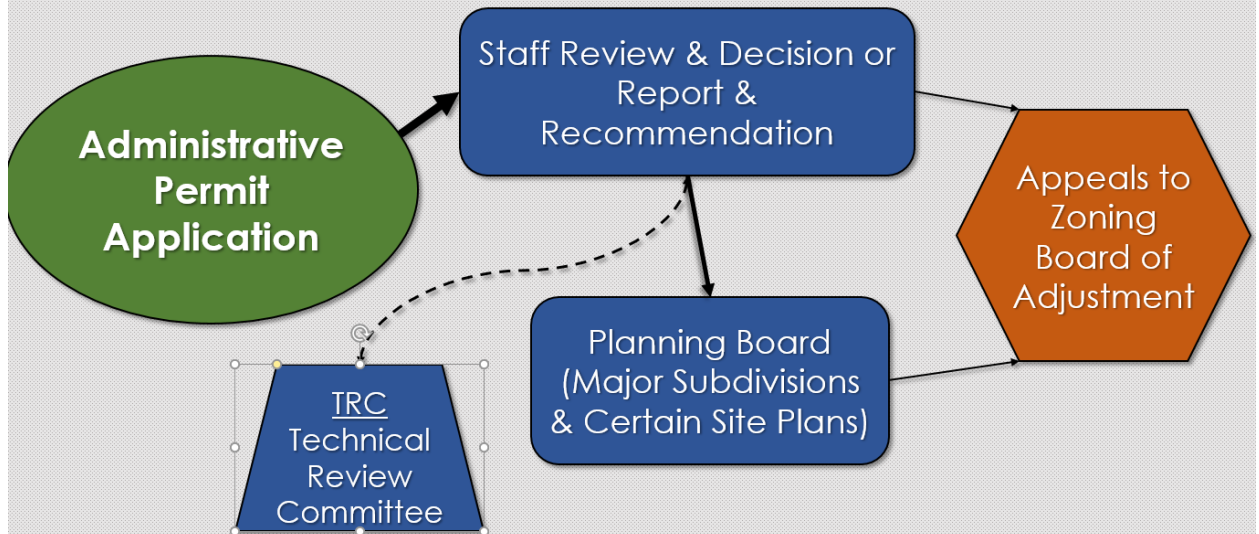 Administrative
Permit
Application
Staff Review & Decision or
Report &
Recommendation
Appeals to
Zoning
Board of
Adjustment
Planning Board
(Major Subdivisions
& Certain Site Plans)
TRC
Technical
Review
Committee